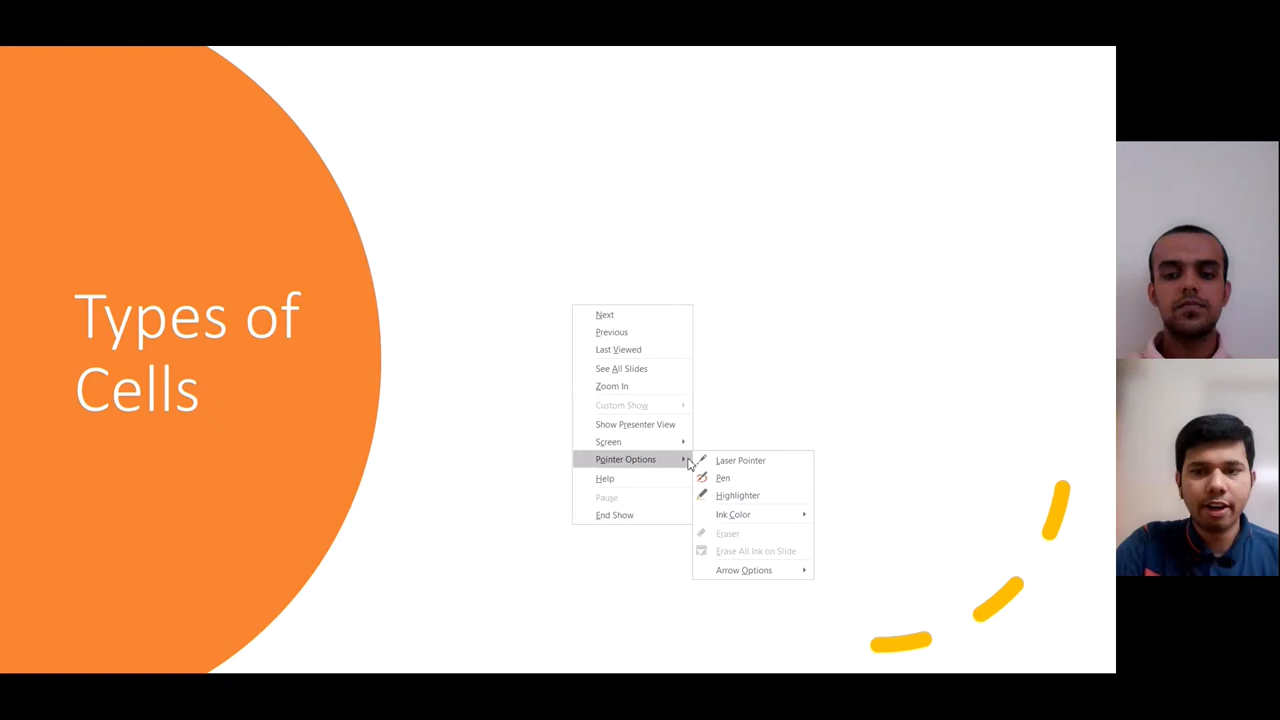 Types of
Cells
Next
Previous
Last Viewed
See All Slides
Zoom In
Custom Show
Show Presenter View
Screen
Pointer Options
Help
Pause
End Show
Laser Pointer
Pen
Highlighter
Ink Color
Eraser
Erase All Ink on Slide
Arrow Options